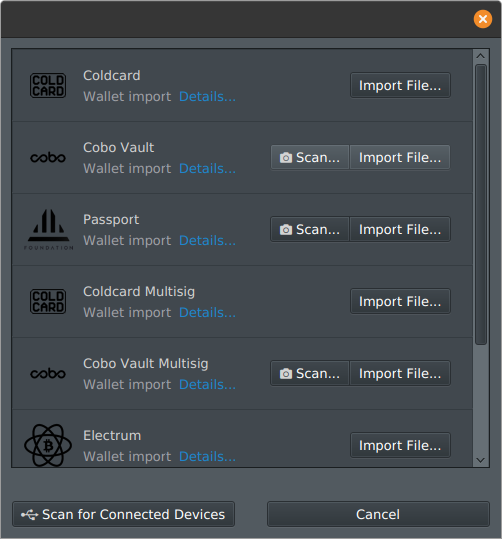 COLD
CARD
Coldcard
Wallet import Details...
Import File...
cobo
Cobo Vault
Wallet import Details...
Scan... Import File...
FOUNDATION
Passport
Wallet import Details...
Scan... Import File...
COLD
CARD
Coldcard Multisig
Wallet import Details...
Import File...
cobo
Cobo Vault Multisig
Wallet import Details...
Scan... Import File...
Electrum
Wallet import Details...
Import File...
Scan for Connected Devices Cancel